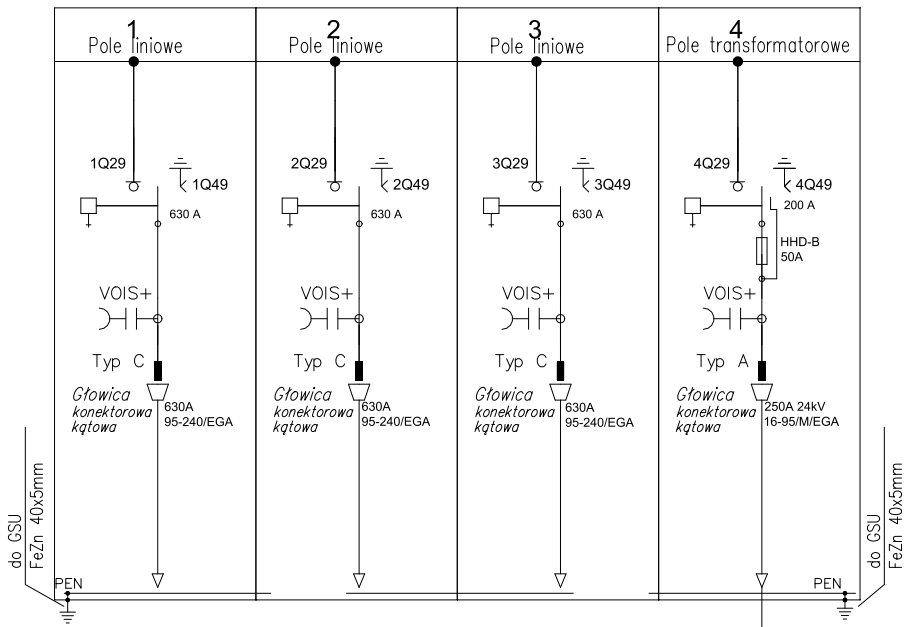 1
Pole liniowe
2
Pole liniowe
3
Pole liniowe
4
Pole transformatorowe
1Q29
1Q49
630 A
2Q29
2Q49
630 A
3Q29
3Q49
630 A
4Q29
4Q49
200 A
HHD-B
50A
VOIS+
VOIS+
VOIS+
VOIS+
Typ C
Typ C
Typ C
Typ A
Głowica
konektorowa
kątowa
630A
95-240/EGA
Głowica
konektorowa
kątowa
630A
95-240/EGA
Głowica
konektorowa
kątowa
630A
95-240/EGA
Głowica
konektorowa
kątowa
250A 24kV
16-95/M/EGA
do GSU
FeZn 40x5mm
PEN
PEN
do GSU
FeZn 40x5mm